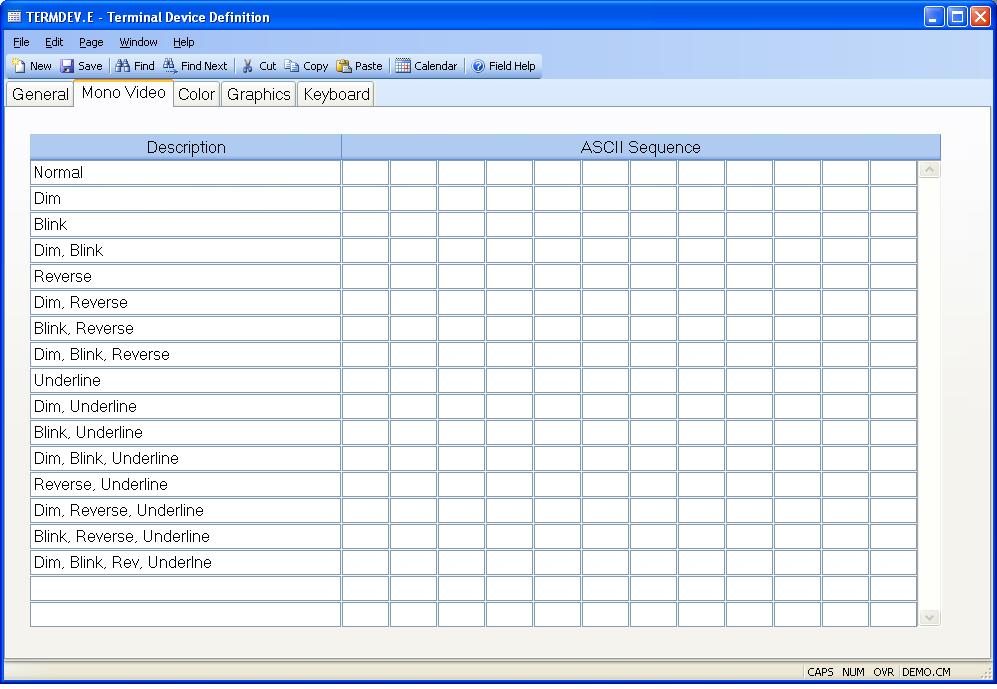 TERMDEV.E - Terminal Device Definition
File Edit Page Window Help
New Save Find Find Next Cut Copy Paste Calendar Field Help
General Mono Video Color Graphics Keyboard
Description ASCII Sequence
Normal
Dim
Blink
Dim, Blink
Reverse
Dim, Reverse
Blink, Reverse
Dim, Blink, Reverse
Underline
Dim, Underline
Blink, Underline
Dim, Blink, Underline
Reverse, Underline
Dim, Reverse, Underline
Blink, Reverse, Underline
Dim, Blink, Rev, Underlne
CAPS NUM OVR DEMO.CM